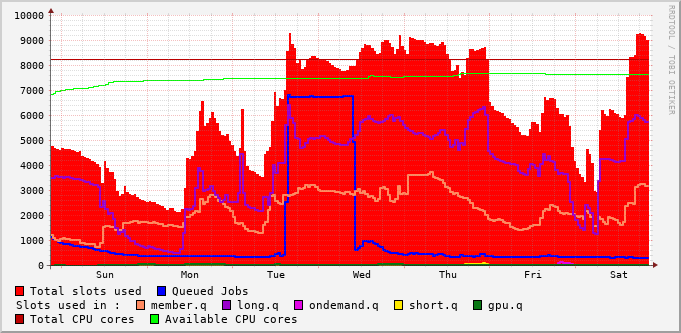 10000
9000
8000
7000
6000
5000
4000
3000
2000
1000
0
Sun Mon Tue Wed Thu Fri Sat
Total slots used Queued Jobs
Slots used in : member.q long.q ondemand.q short.q gpu.q
Total CPU cores Available CPU cores
RRDTOOL / TOBI OETIKER